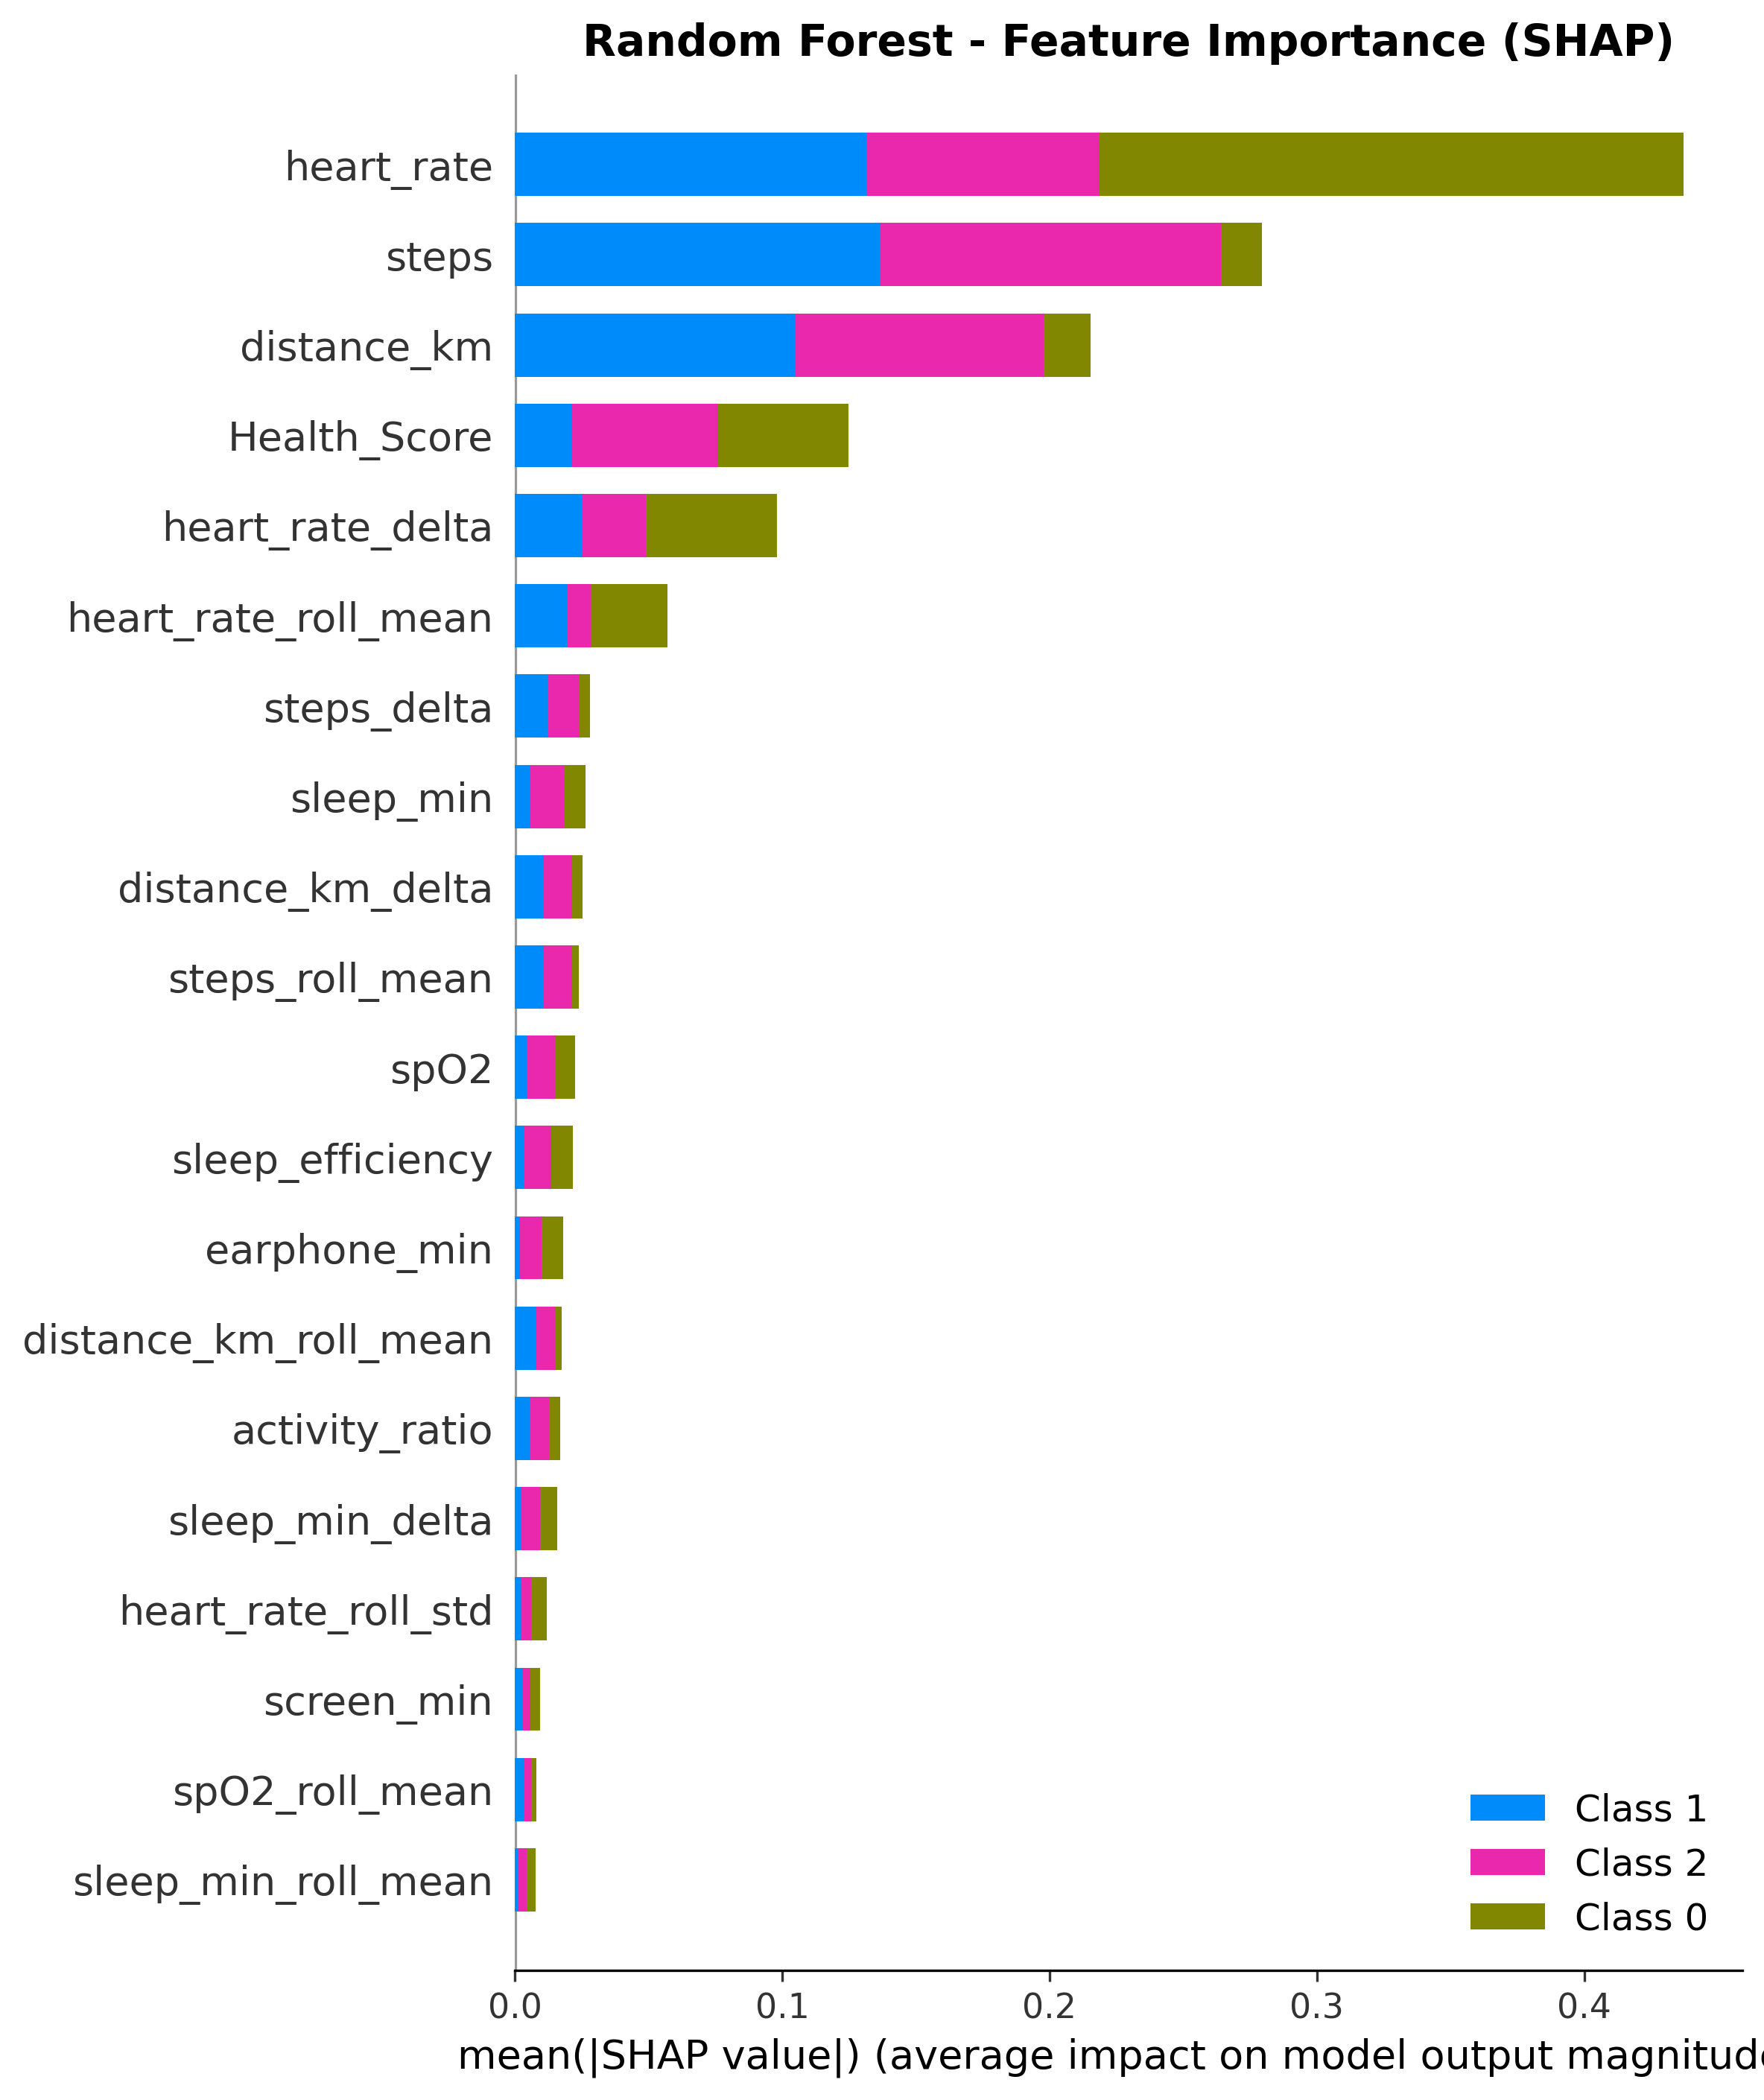 Random Forest - Feature Importance (SHAP)
heart_rate
steps
distance_km
Health_Score
heart_rate_delta
heart_rate_roll_mean
steps_delta
sleep_min
distance_km_delta
steps_roll_mean
spO2
sleep_efficiency
earphone_min
distance_km_roll_mean
activity_ratio
sleep_min_delta
heart_rate_roll_std
screen_min
spO2_roll_mean
sleep_min_roll_mean
Class 1
Class 2
Class 0
0.0 0.1 0.2 0.3 0.4
mean(|SHAP value|) (average impact on model output magnitude